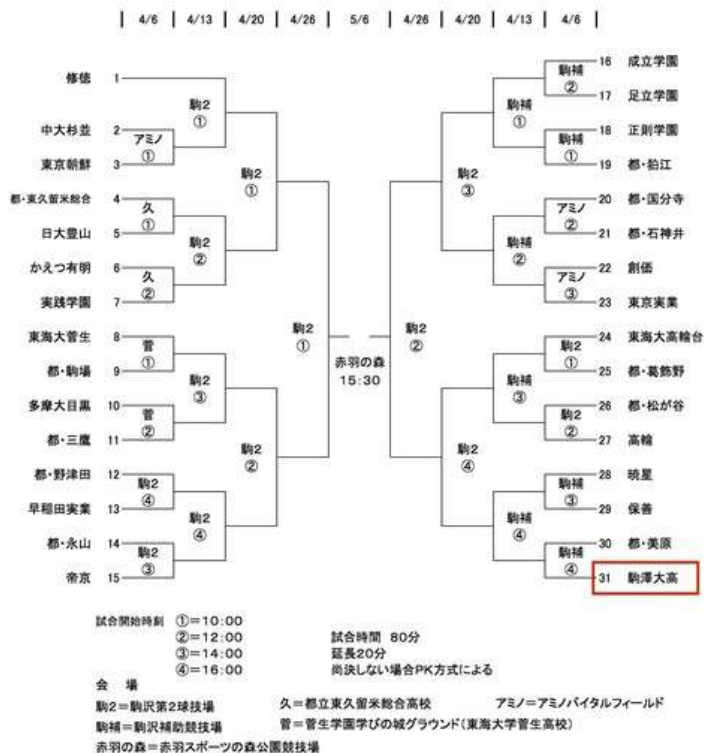 4/6 4/13 4/20 4/26 5/6 4/26 4/20 4/13 4/6
修徳 1
中大杉並 2
東京朝鮮 3
都・東久留米総合 4
日大豊山 5
かえつ有明 6
実践学園 7
東海大菅生 8
都・駒場 9
多摩大目黒 10
都・三鷹 11
都・野津田 12
早稲田実業 13
都・永山 14
帝京 15
アミノ
①
久
①
久
②
菅
①
菅
②
駒2
④
駒2
③
駒2
①
駒2
②
駒2
③
駒2
④
駒2
①
駒2
②
駒2
①
赤羽の森
15:30
駒2
②
駒2
③
駒2
④
駒補
①
駒補
②
駒補
③
駒補
④
駒補
②
駒補
①
アミノ
②
アミノ
③
駒2
①
駒2
②
駒補
③
駒補
④
16 成立学園
17 足立学園
18 正則学園
19 都・狛江
20 都・国分寺
21 都・石神井
22 創価
23 東京実業
24 東海大高輪台
25 都・葛飾野
26 都・松が谷
27 高輪
28 暁星
29 保善
30 都・美原
31 駒澤大高
試合開始時刻 ①=10:00
②=12:00 試合時間 80分
③=14:00 延長20分
④=16:00 尚決しない場合PK方式による
会 場
駒2=駒沢第2球技場 久=都立東久留米総合高校 アミノ=アミノバイタルフィールド
駒補=駒沢補助競技場 菅=菅生学園学びの城グラウンド(東海大学菅生高校)
赤羽の森=赤羽スポーツの森公園競技場